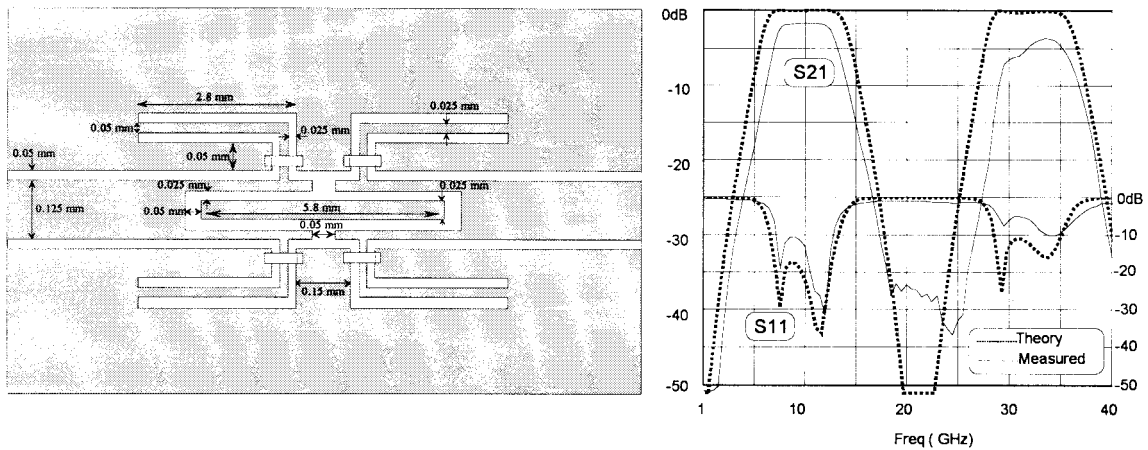 2.8 mm
0.025 mm
0.05 mm
0.025 mm
0.05 mm
0.05 mm
0.025 mm
0.025 mm
0.125 mm
0.05 mm
5.8 mm
0.05 mm
0.15 mm
0dB
-10
-20
-30
-40
-50
S21
S11
0dB
-10
-20
-30
-40
-50
Theory
Measured
1
10
20
30
40
Freq ( GHz)